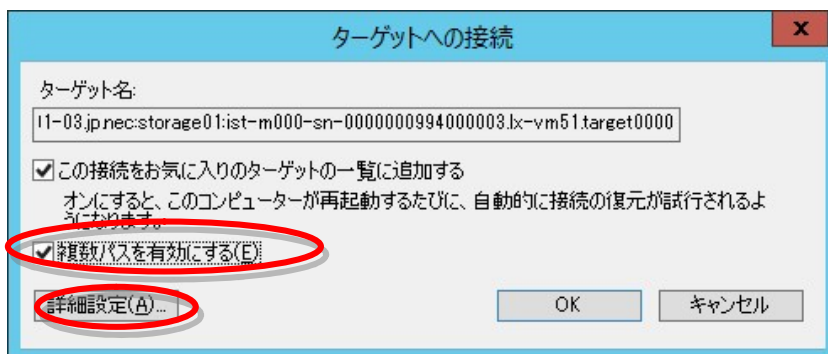 ターゲットへの接続
x
ターゲット名:
11-03.jp.nec:storage01:ist-m000-sn-0000000994000003.lx-vm51.target0000
この接続をお気に入りのターゲットの一覧に追加する
オンにすると、このコンピューターが再起動するたびに、自動的に接続の復元が試行されるよ
うになります。
複数パスを有効にする(E)
詳細設定(A)...
OK
キャンセル